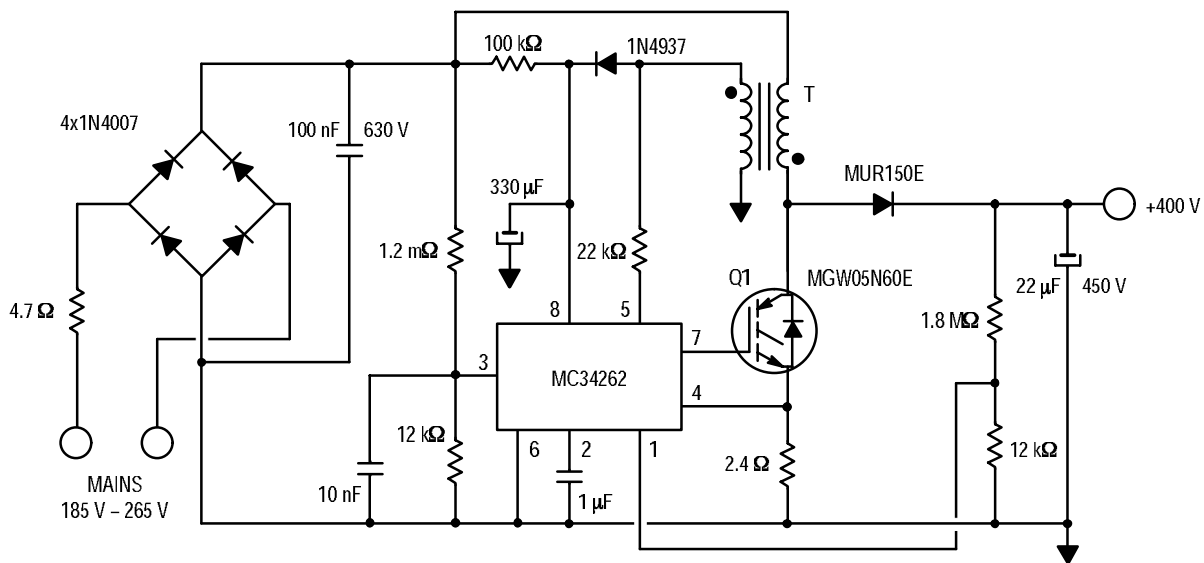 100 kΩ
1N4937
T
4x1N4007
100 nF 630 V
330 µF
MUR150E
+400 V
1.2 mΩ
22 kΩ
Q1
MGW05N60E
22 µF 450 V
4.7 Ω
8
5
1.8 MΩ
7
3
MC34262
4
12 kΩ
6
2
1
2.4 Ω
12 kΩ
MAINS
185 V – 265 V
10 nF
1 µF